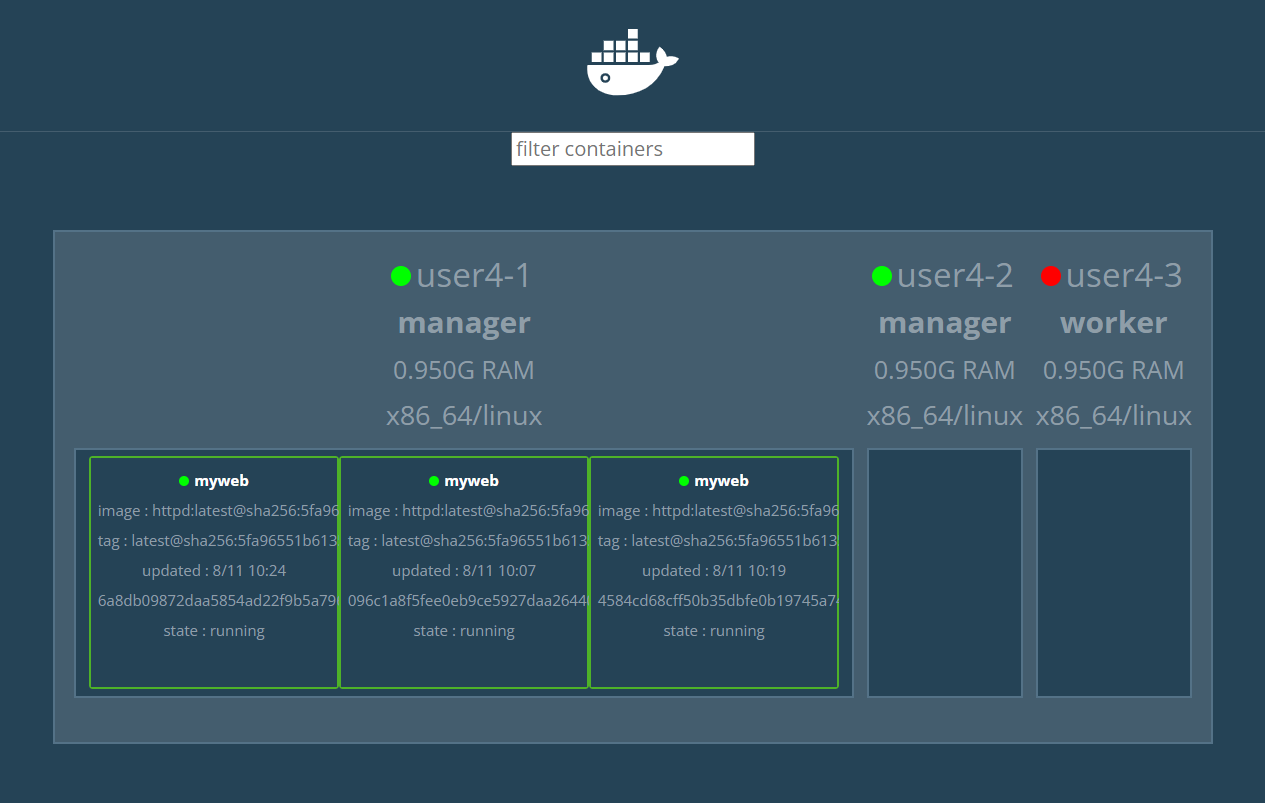 filter containers
user4-1
manager
0.950G RAM
x86_64/linux
user4-2
manager
0.950G RAM
x86_64/linux
user4-3
worker
0.950G RAM
x86_64/linux
myweb
image : httpd:latest@sha256:5fa96
tag : latest@sha256:5fa96551b613
updated : 8/11 10:24
6a8db09872daa5854ad22f9b5a79
state : running
myweb
image : httpd:latest@sha256:5fa96
tag : latest@sha256:5fa96551b613
updated : 8/11 10:07
096c1a8f5fee0eb9ce5927daa2644
state : running
myweb
image : httpd:latest@sha256:5fa96
tag : latest@sha256:5fa96551b613
updated : 8/11 10:19
4584cd68cff50b35dbfe0b19745a7
state : running